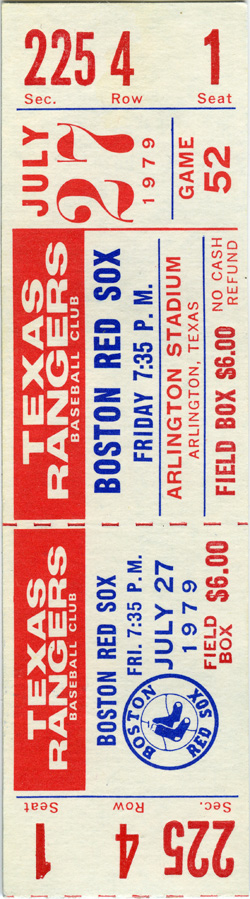 225 4 1
Sec. Row Seat
JULY
27
1979
GAME
52
TEXAS
RANGERS
BASEBALL CLUB
BOSTON RED SOX
FRIDAY 7:35 P. M.
ARLINGTON STADIUM
ARLINGTON, TEXAS
NO CASH
REFUND
FIELD BOX $6.00
TEXAS
RANGERS
BASEBALL CLUB
BOSTON RED SOX
FRI. 7:35 P. M.
JULY 27
1979
FIELD
BOX
$6.00
BOSTON
RED SOX
Sec. Row Seat
225 4 1